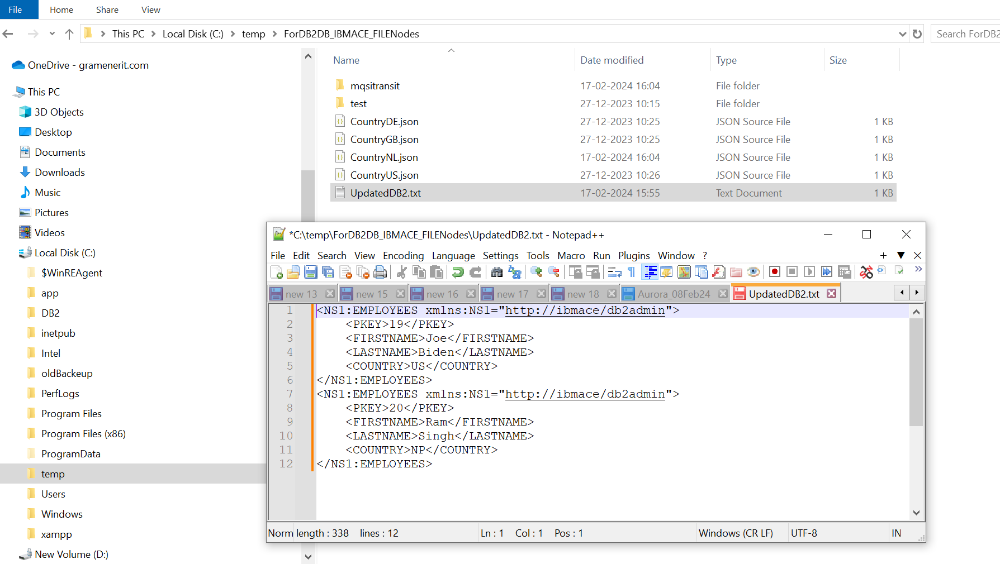 File Home Share View
This PC Local Disk (C:) temp ForDB2DB_IBMACE_FILENodes Search ForDB2
OneDrive - gramenerit.com
This PC
3D Objects
Desktop
Documents
Downloads
Music
Pictures
Videos
Local Disk (C:)
$WinREAgent
app
DB2
inetpub
Intel
oldBackup
PerfLogs
Program Files
Program Files (x86)
ProgramData
temp
Users
Windows
xampp
New Volume (D:)
Name Date modified Type Size
mqsitransit 17-02-2024 16:04 File folder
test 27-12-2023 10:15 File folder
CountryDE.json 27-12-2023 10:25 JSON Source File 1 KB
CountryGB.json 27-12-2023 10:25 JSON Source File 1 KB
CountryNL.json 17-02-2024 16:04 JSON Source File 1 KB
CountryUS.json 27-12-2023 10:26 JSON Source File 1 KB
UpdatedDB2.txt 17-02-2024 15:55 Text Document 1 KB
*C:\temp\ForDB2DB_IBMACE_FILENodes\UpdatedDB2.txt - Notepad++
File Edit Search View Encoding Language Settings Tools Macro Run Plugins Window ?
new 13 new 15 new 16 new 17 new 18 Aurora_08Feb24 UpdatedDB2.txt
1 <NS1:EMPLOYEES xmlns:NS1="http://ibmace/db2admin">
2 <PKEY>19</PKEY>
3 <FIRSTNAME>Joe</FIRSTNAME>
4 <LASTNAME>Biden</LASTNAME>
5 <COUNTRY>US</COUNTRY>
6 </NS1:EMPLOYEES>
7 <NS1:EMPLOYEES xmlns:NS1="http://ibmace/db2admin">
8 <PKEY>20</PKEY>
9 <FIRSTNAME>Ram</FIRSTNAME>
10 <LASTNAME>Singh</LASTNAME>
11 <COUNTRY>NP</COUNTRY>
12 </NS1:EMPLOYEES>
Norm length : 338 lines : 12 Ln : 1 Col : 1 Pos : 1 Windows (CR LF) UTF-8 IN